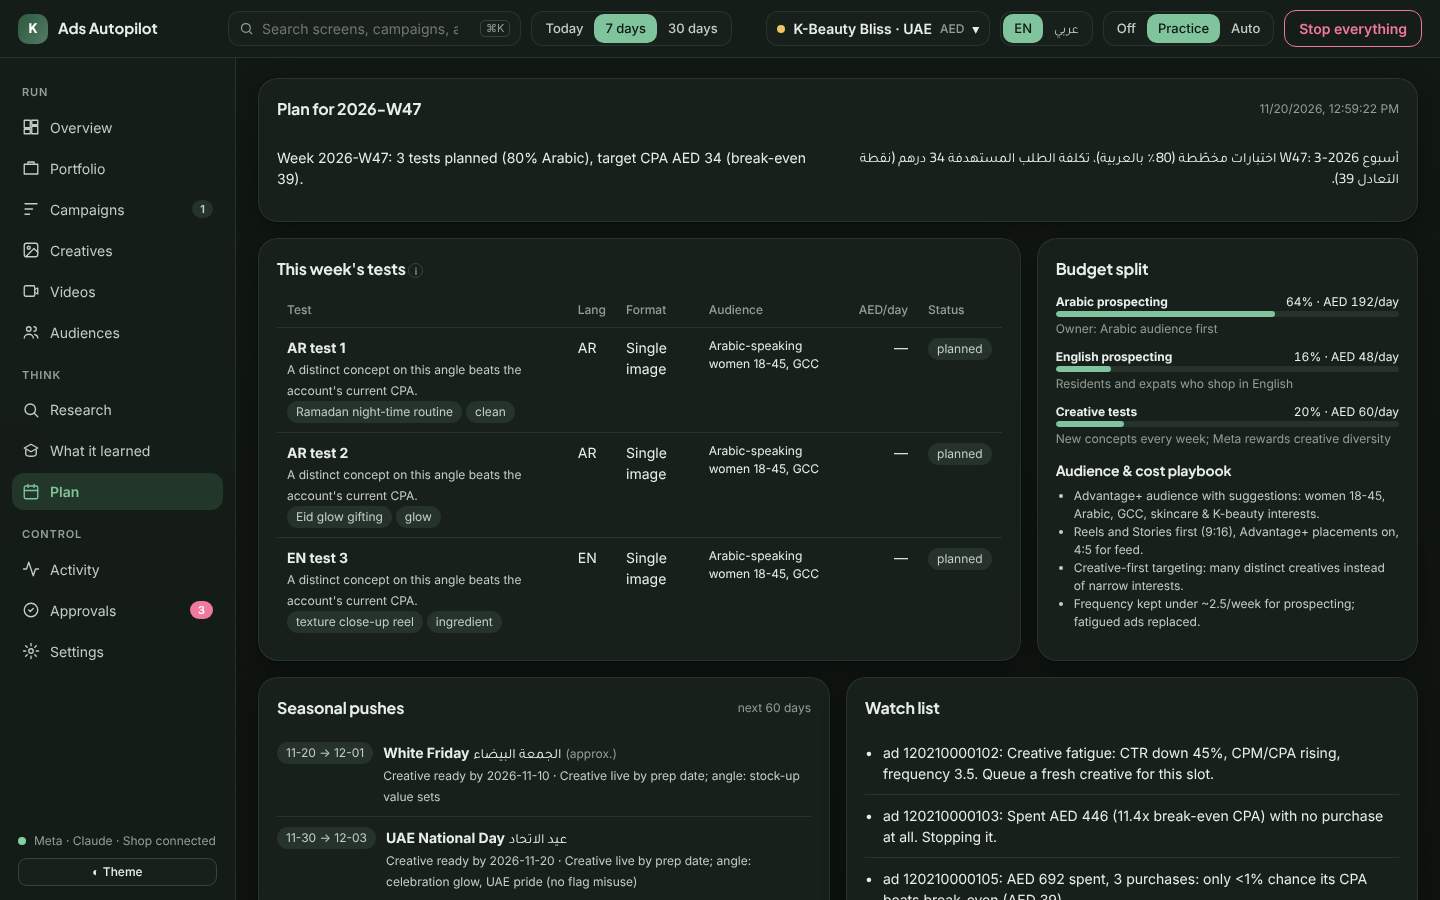 K
Ads Autopilot
Search screens, campaigns, a
⌘K
Today
7 days
30 days
K-Beauty Bliss · UAE AED ▾
EN
عربي
Off
Practice
Auto
Stop everything
RUN
Overview
Portfolio
Campaigns
1
Creatives
Videos
Audiences
THINK
Research
What it learned
Plan
CONTROL
Activity
Approvals
3
Settings
Meta · Claude · Shop connected
Theme
Plan for 2026-W47
11/20/2026, 12:59:22 PM
Week 2026-W47: 3 tests planned (80% Arabic), target CPA AED 34 (break-even
39).
أسبوع 2026-W47: 3 اختبارات مخطّطة (80٪ بالعربية)، تكلفة الطلب المستهدفة 34 درهم (نقطة
التعادل 39).
This week's tests
i
Test
Lang
Format
Audience
AED/day
Status
AR test 1
A distinct concept on this angle beats the
account's current CPA.
Ramadan night-time routine
clean
AR
Single
image
Arabic-speaking
women 18-45, GCC
—
planned
AR test 2
A distinct concept on this angle beats the
account's current CPA.
Eid glow gifting
glow
AR
Single
image
Arabic-speaking
women 18-45, GCC
—
planned
EN test 3
A distinct concept on this angle beats the
account's current CPA.
texture close-up reel
ingredient
EN
Single
image
Arabic-speaking
women 18-45, GCC
—
planned
Budget split
Arabic prospecting
64% · AED 192/day
Owner: Arabic audience first
English prospecting
16% · AED 48/day
Residents and expats who shop in English
Creative tests
20% · AED 60/day
New concepts every week; Meta rewards creative diversity
Audience & cost playbook
• Advantage+ audience with suggestions: women 18-45,
Arabic, GCC, skincare & K-beauty interests.
• Reels and Stories first (9:16), Advantage+ placements on,
4:5 for feed.
• Creative-first targeting: many distinct creatives instead
of narrow interests.
• Frequency kept under ~2.5/week for prospecting;
fatigued ads replaced.
Seasonal pushes
next 60 days
11-20 → 12-01
White Friday الجمعة البيضاء (approx.)
Creative ready by 2026-11-10 · Creative live by prep date; angle: stock-up
value sets
11-30 → 12-03
UAE National Day عيد الاتحاد
Creative ready by 2026-11-20 · Creative live by prep date; angle:
celebration glow, UAE pride (no flag misuse)
Watch list
• ad 120210000102: Creative fatigue: CTR down 45%, CPM/CPA rising,
frequency 3.5. Queue a fresh creative for this slot.
• ad 120210000103: Spent AED 446 (11.4x break-even CPA) with no purchase
at all. Stopping it.
• ad 120210000105: AED 692 spent, 3 purchases: only <1% chance its CPA
beats break-even (AED 39).